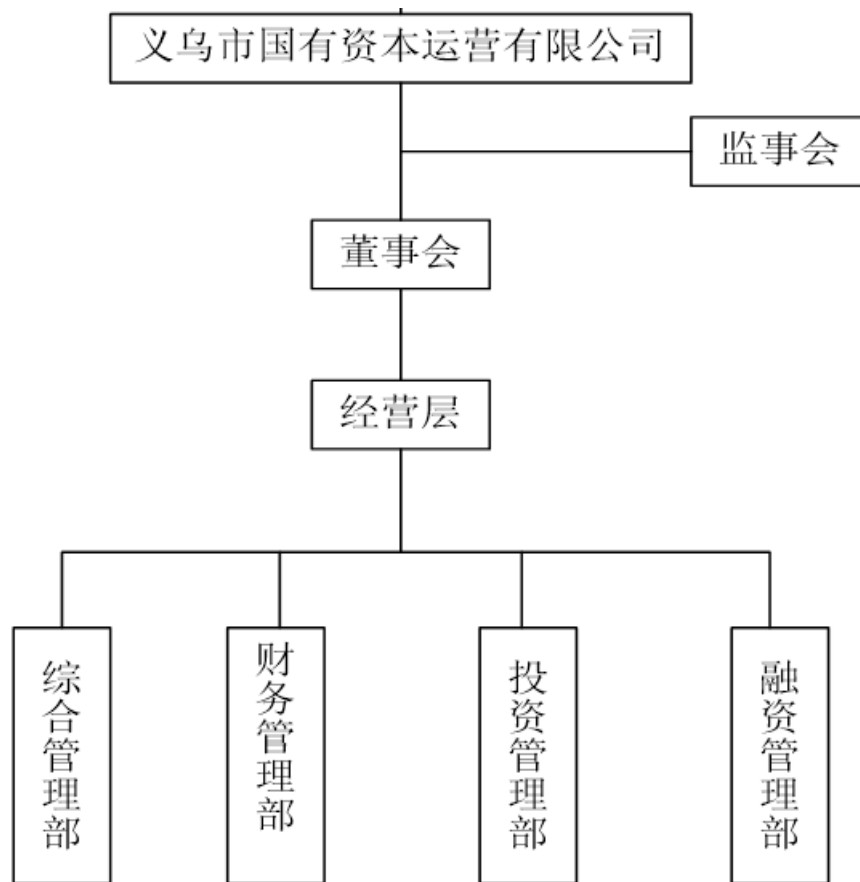 义乌市国有资本运营有限公司
监事会
董事会
经营层
综合管理部
财务管理部
投资管理部
融资管理部